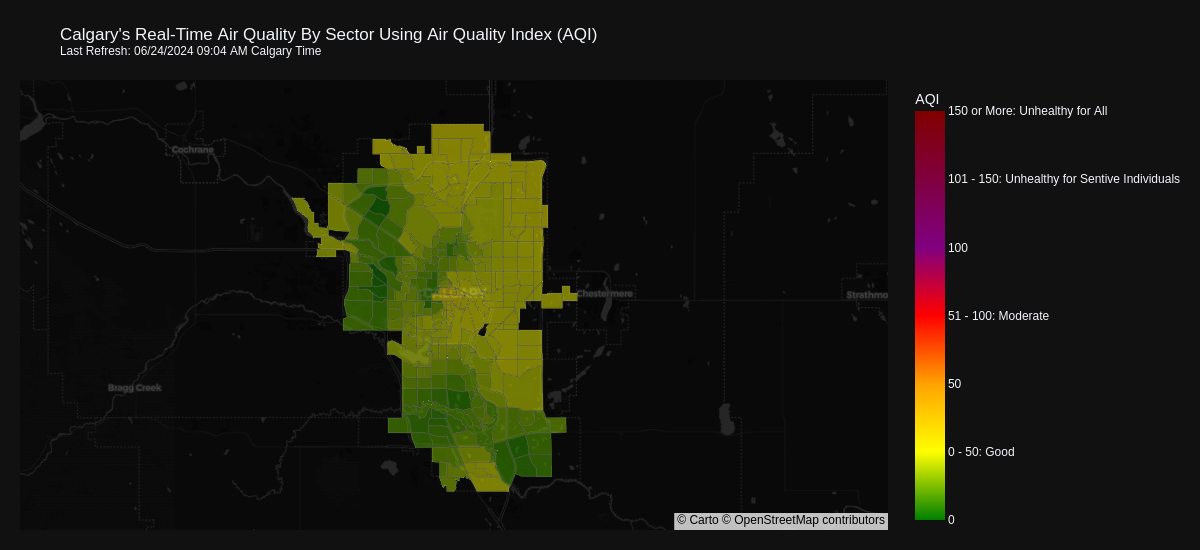 Calgary's Real-Time Air Quality By Sector Using Air Quality Index (AQI)
Last Refresh: 06/24/2024 09:04 AM Calgary Time
AQI
150 or More: Unhealthy for All
Cochrane
101 - 150: Unhealthy for Sentive Individuals
100
Chestermere
Strathmo
51 - 100: Moderate
50
Bragg Creek
0 - 50: Good
© Carto © OpenStreetMap contributors
0